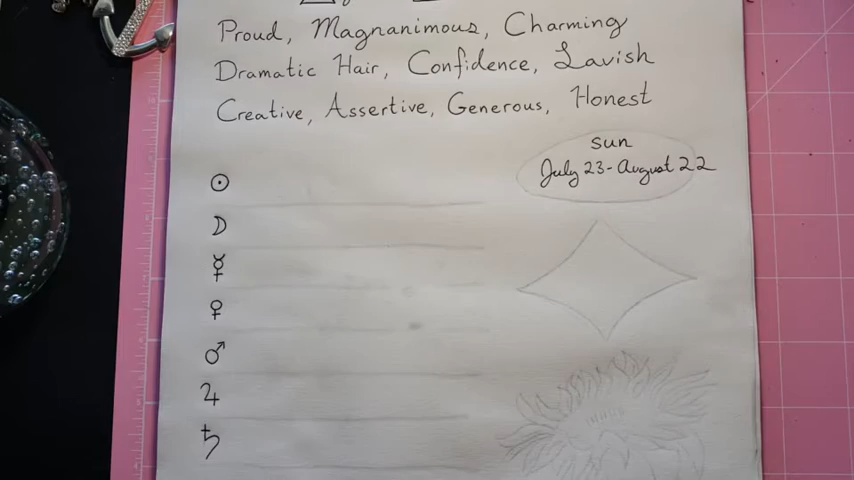 Proud, Magnanimous, Charming
Dramatic Hair, Confidence, Lavish
Creative, Assertive, Generous, Honest
sun
July 23-August 22
☉
☽
☿
♀
♂
♃
♄